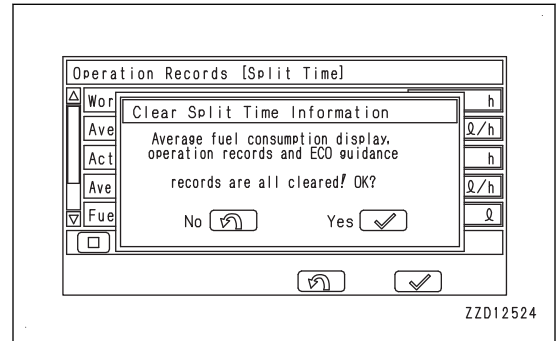 Operation Records [Split Time]
Wor h
Clear Split Time Information
Ave ℓ/h
Average fuel consumption display,
operation records and ECO guidance
Act h
records are all cleared! OK?
Ave ℓ/h
Fue ℓ
No Yes
ZZD12524